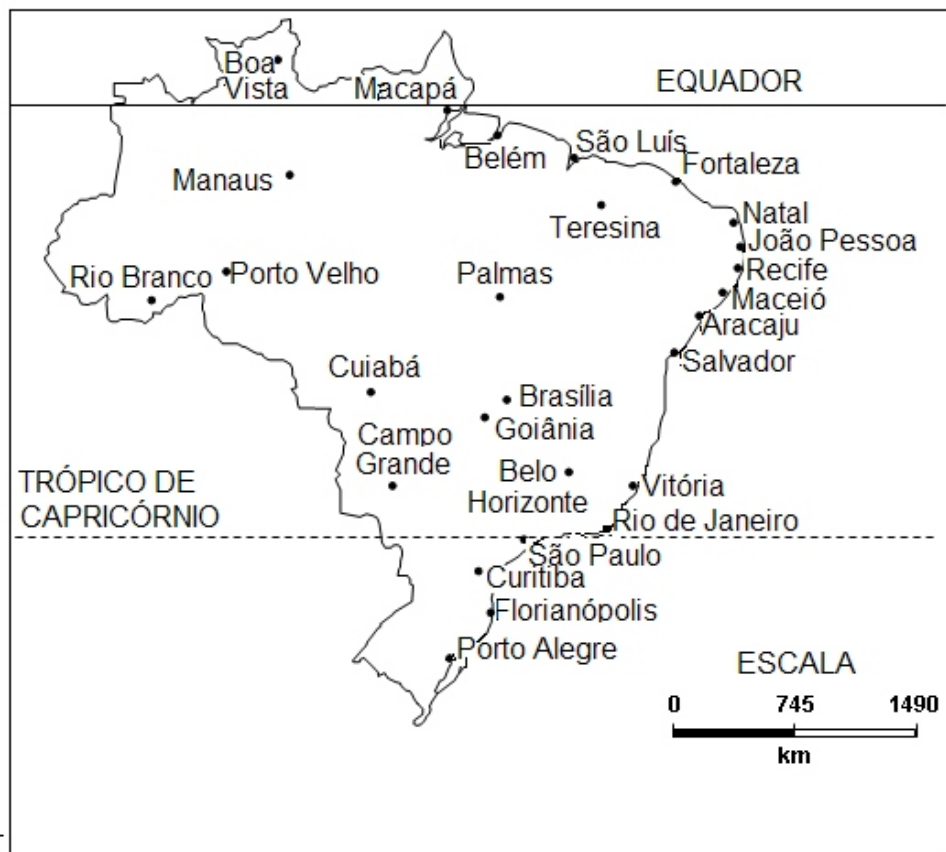 Boa
Vista
Macapá
EQUADOR
Belém
São Luís
Fortaleza
Manaus
Teresina
Natal
João Pessoa
Rio Branco
Porto Velho
Palmas
Recife
Maceió
Aracaju
Salvador
Cuiabá
Brasília
Goiânia
Campo
Grande
Belo
Horizonte
Vitória
TRÓPICO DE
CAPRICÓRNIO
Rio de Janeiro
São Paulo
Curitiba
Florianópolis
Porto Alegre
ESCALA
0 745 1490
km